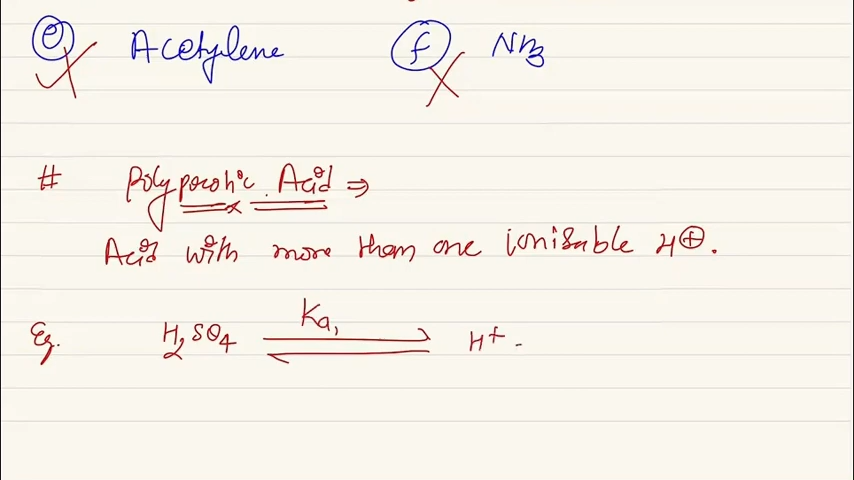 e Acetylene f NH3
# Polyprotic Acid ⇒
Acid with more than one ionisable H⊕.
Eg. H2SO4 ⇌ Ka1 H+ -